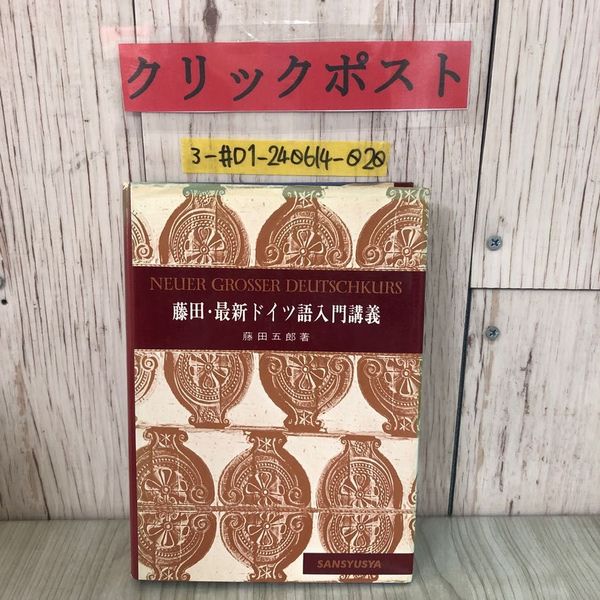 クリックポスト
3-#D1-240614-020
NEUER GROSSER DEUTSCHKURS
藤田・最新ドイツ語入門講義
藤田五郎著
SANSYUSYA